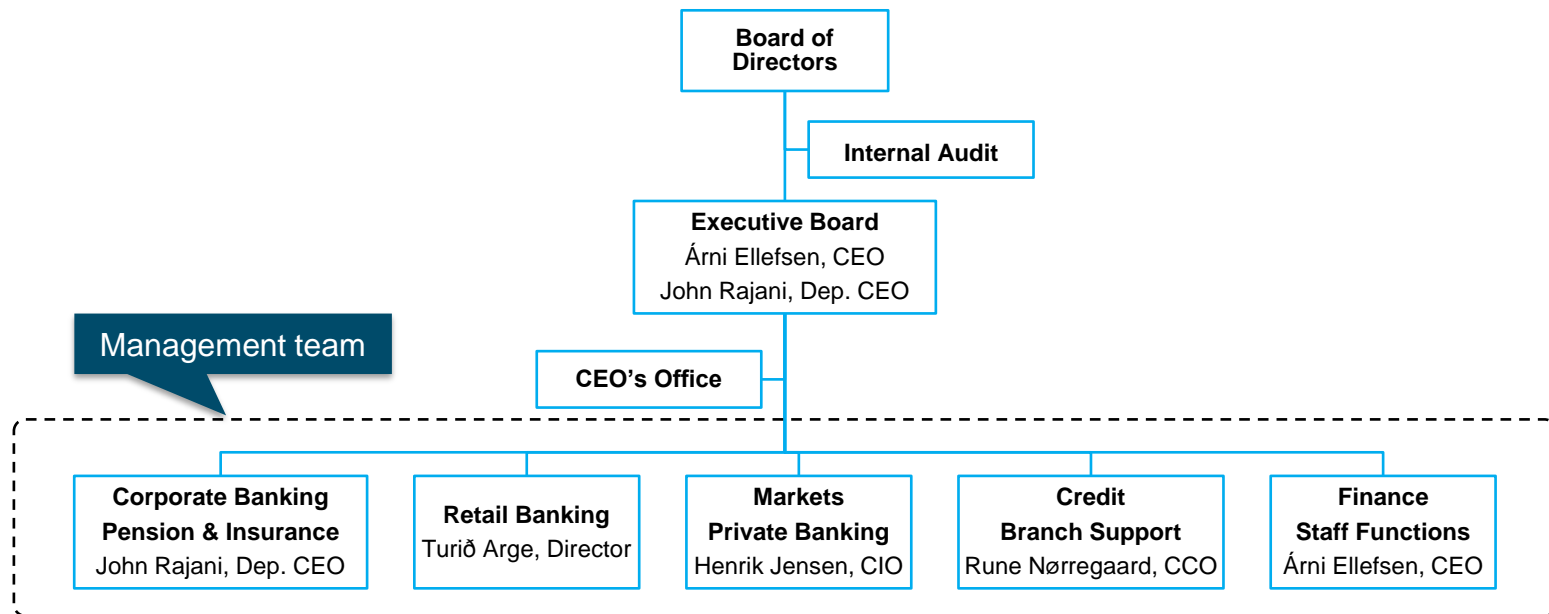 Board of
Directors
Internal Audit
Executive Board
Árni Ellefsen, CEO
John Rajani, Dep. CEO
Management team
CEO’s Office
Corporate Banking
Pension & Insurance
John Rajani, Dep. CEO
Retail Banking
Turið Arge, Director
Markets
Private Banking
Henrik Jensen, CIO
Credit
Branch Support
Rune Nørregaard, CCO
Finance
Staff Functions
Árni Ellefsen, CEO